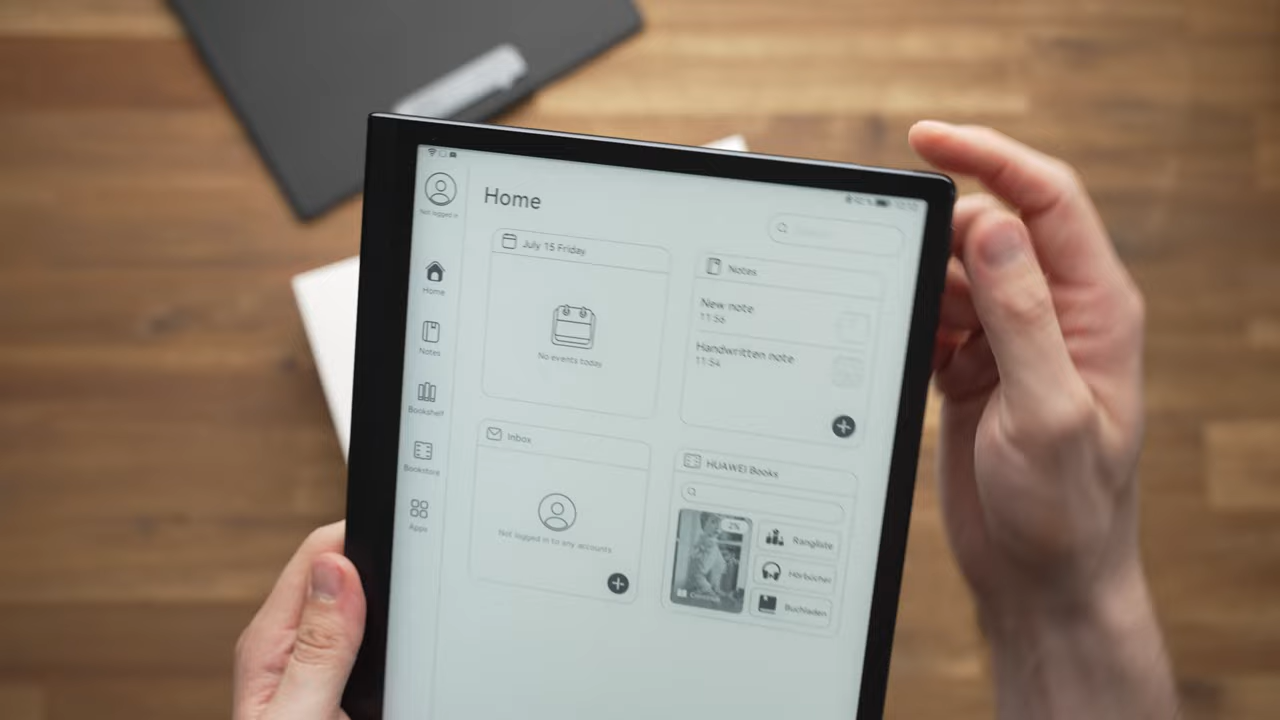 Not logged in
Home
Home
Notes
Bookshelf
Bookstore
Apps
July 15 Friday
No events today
Notes
New note
11:56
Handwritten note
11:54
Inbox
Not logged in to any accounts
HUAWEI Books
2%
Rangliste
Hörbücher
Buchladen